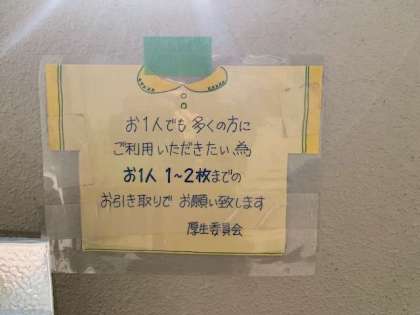 お1人でも多くの方に
ご利用いただきたい為
お1人 1~2枚までの
お引き取りで お願い致します
厚生委員会